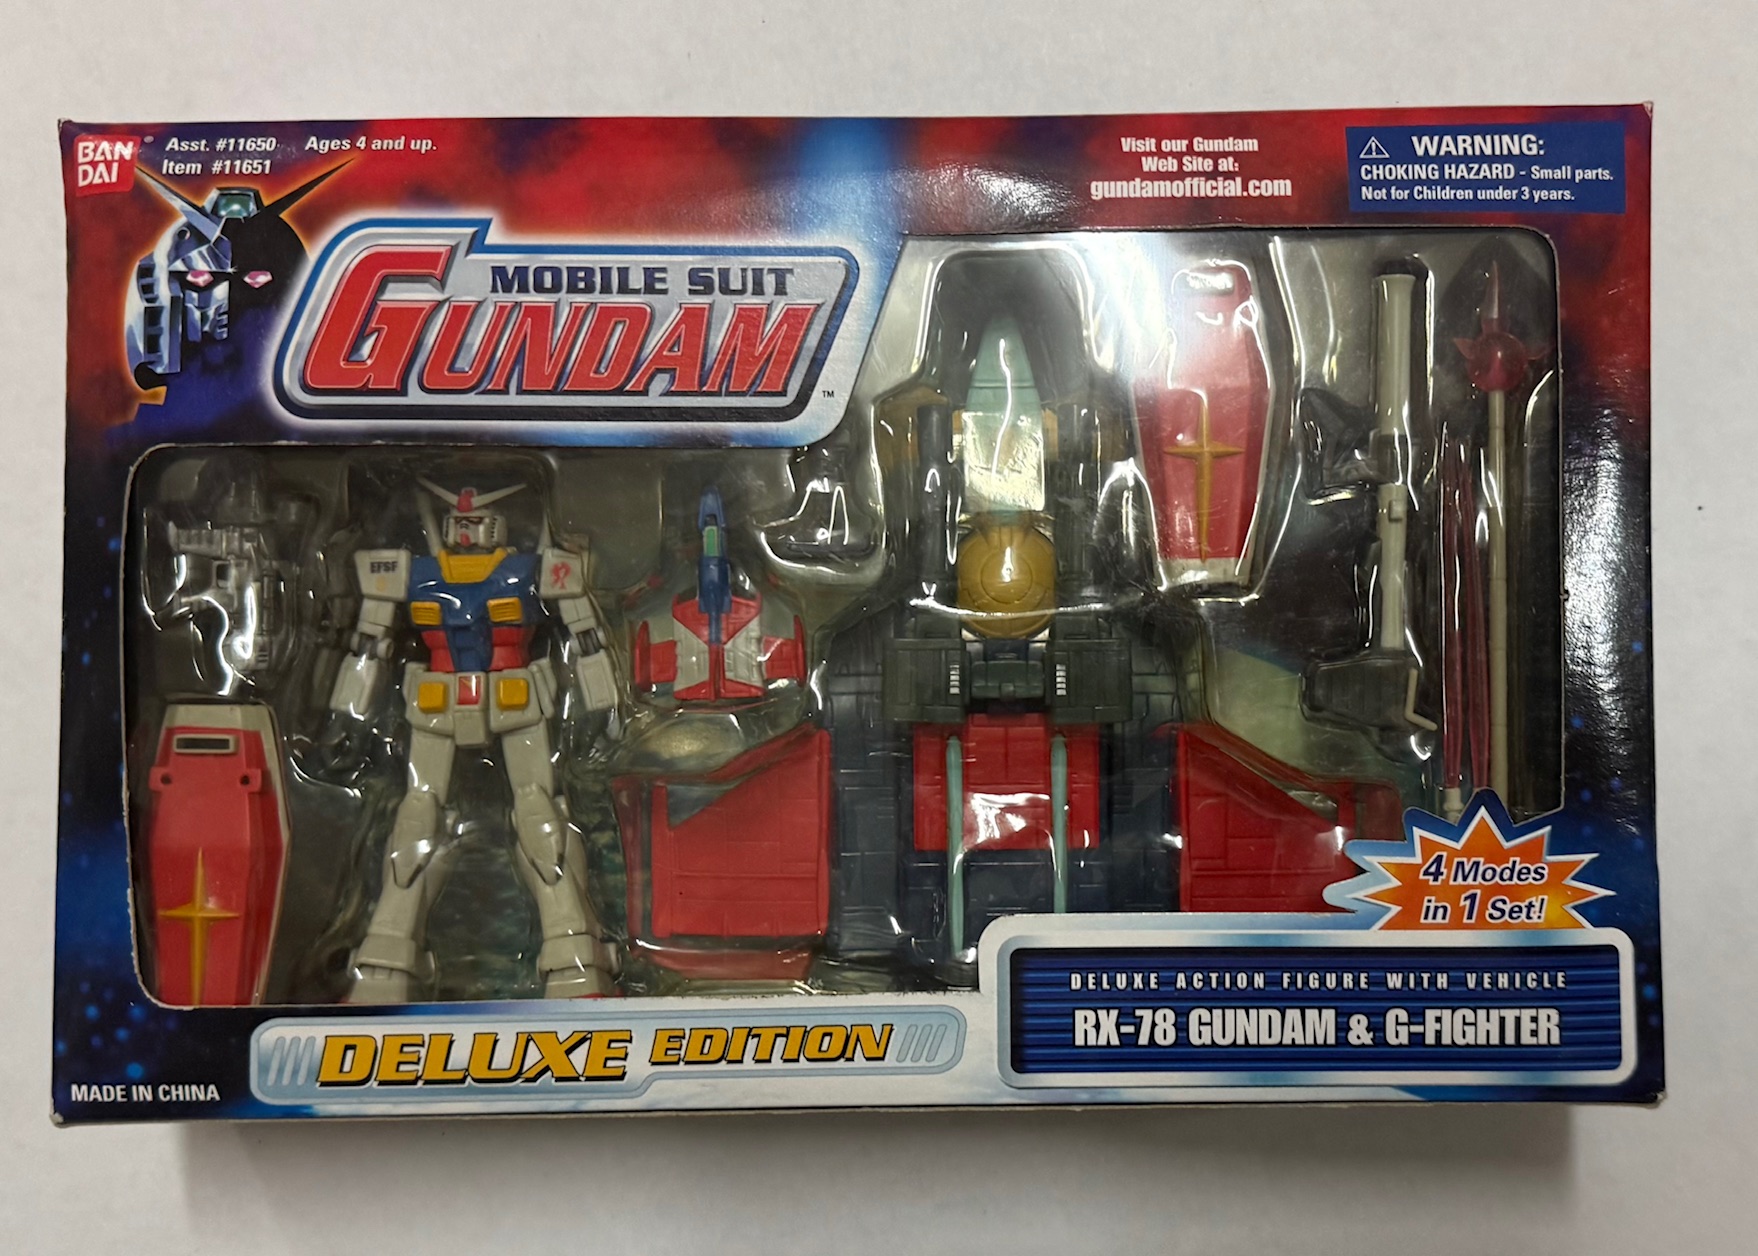 BAN
DAI
Asst. #11650
Item #11651
Ages 4 and up.
Visit our Gundam
Web Site at:
gundamofficial.com
WARNING:
CHOKING HAZARD - Small parts.
Not for Children under 3 years.
MOBILE SUIT
GUNDAM
TM
EFSF
4 Modes
in 1 Set!
DELUXE ACTION FIGURE WITH VEHICLE
RX-78 GUNDAM & G-FIGHTER
DELUXE EDITION
MADE IN CHINA